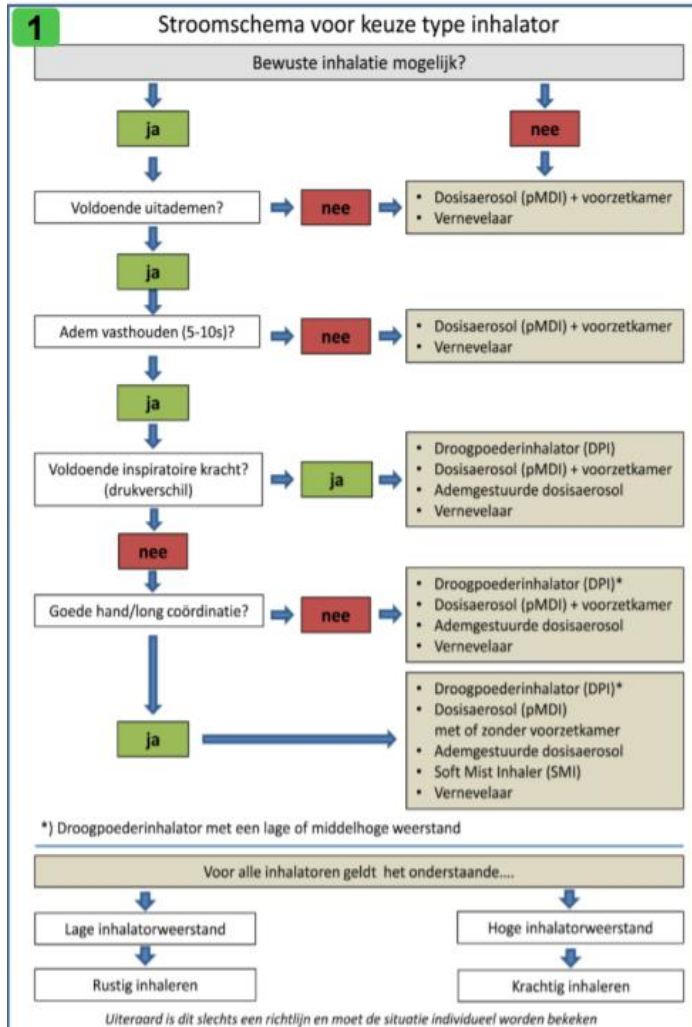 1
Stroomschema voor keuze type inhalator
Bewuste inhalatie mogelijk?
ja
nee
Voldoende uitademen?
nee
• Dosisaerosol (pMDI) + voorzetkamer
• Vernevelaar
ja
Adem vasthouden (5-10s)?
nee
• Dosisaerosol (pMDI) + voorzetkamer
• Vernevelaar
ja
Voldoende inspiratoire kracht?
(drukverschil)
ja
• Droogpoederinhalator (DPI)
• Dosisaerosol (pMDI) + voorzetkamer
• Ademgestuurde dosisaerosol
• Vernevelaar
nee
Goede hand/long coördinatie?
nee
• Droogpoederinhalator (DPI)*
• Dosisaerosol (pMDI) + voorzetkamer
• Ademgestuurde dosisaerosol
• Vernevelaar
ja
• Droogpoederinhalator (DPI)*
• Dosisaerosol (pMDI)
met of zonder voorzetkamer
• Ademgestuurde dosisaerosol
• Soft Mist Inhaler (SMI)
• Vernevelaar
*) Droogpoederinhalator met een lage of middelhoge weerstand
Voor alle inhalatoren geldt het onderstaande....
Lage inhalatorweerstand
Hoge inhalatorweerstand
Rustig inhaleren
Krachtig inhaleren
Uiteraard is dit slechts een richtlijn en moet de situatie individueel worden bekeken